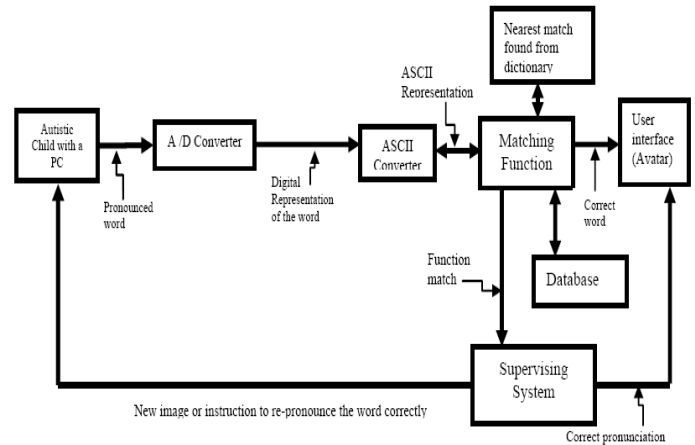 Nearest match
found from
dictionary
ASCII
Representation
Autistic
Child with a
PC
A /D Converter
ASCII
Converter
Matching
Function
User
interface
(Avatar)
Pronounced
word
Digital
Representation
of the word
Correct
word
Function
match
Database
Supervising
System
New image or instruction to re-pronounce the word correctly
Correct pronunciation